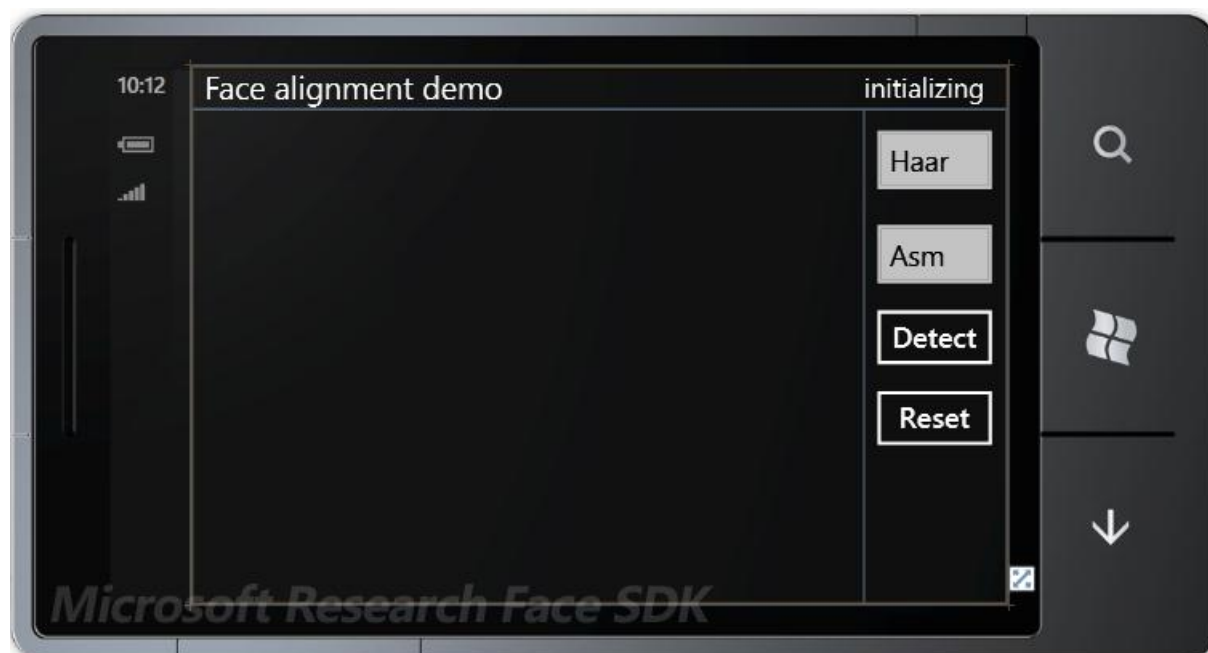 10:12
Face alignment demo
initializing
Haar
Asm
Detect
Reset
Microsoft Research Face SDK